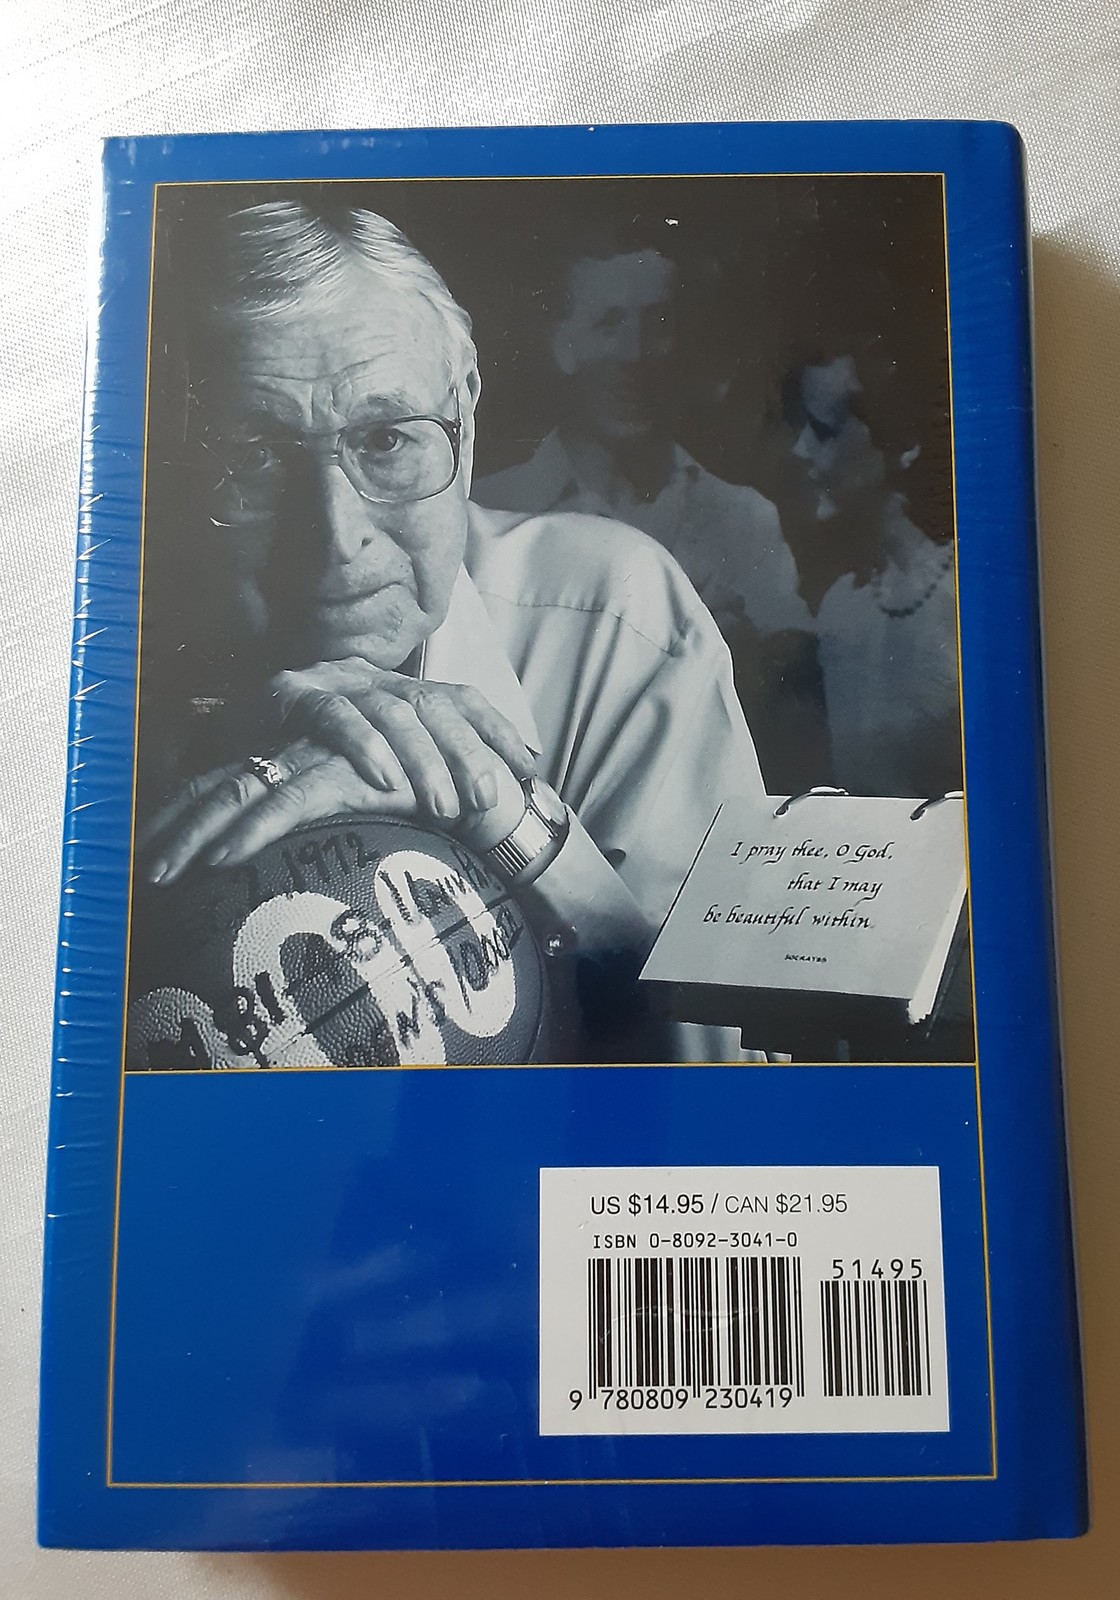 1972
I pray thee, O God,
that I may
be beautiful within.
SOCRATES
US $14.95 / CAN $21.95
ISBN 0-8092-3041-0
51495
9 780809 230419